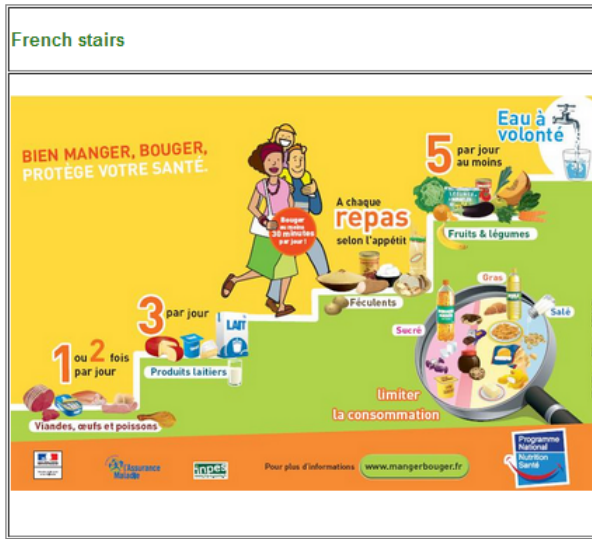 French stairs
BIEN MANGER, BOUGER,
PROTÈGE VOTRE SANTÉ.
Eau à
volonté
5 par jour
au moins
Fruits & légumes
A chaque
repas
selon l'appétit
Féculents
Bouger
au moins
30 minutes
par jour !
3 par jour
LAIT
Produits laitiers
1 ou 2 fois
par jour
Viandes, œufs et poissons
Gras
Salé
Sucré
limiter
la consommation
l'Assurance
Maladie
inpes
Pour plus d'informations
www.mangerbouger.fr
Programme
National
Nutrition
Santé